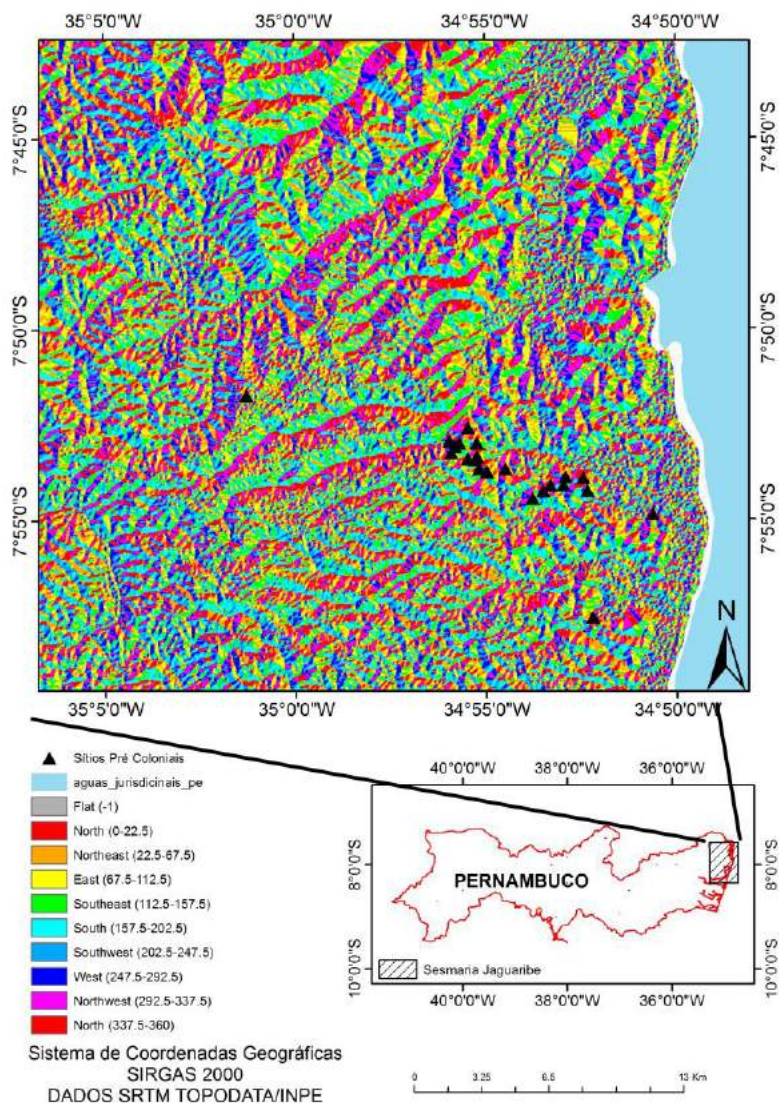 35°5'0"W 35°0'0"W 34°55'0"W 34°50'0"W
7°45'0"S 7°45'0"S
7°50'0"S 7°50'0"S
7°55'0"S 7°55'0"S
N
35°5'0"W 35°0'0"W 34°55'0"W 34°50'0"W
Sítios Pré Coloniais
aguas_jurisdicinais_pe
Flat (-1)
North (0-22.5)
Northeast (22.5-67.5)
East (67.5-112.5)
Southeast (112.5-157.5)
South (157.5-202.5)
Southwest (202.5-247.5)
West (247.5-292.5)
Northwest (292.5-337.5)
North (337.5-360)
40°0'0"W 38°0'0"W 36°0'0"W
8°0'0"S 8°0'0"S
PERNAMBUCO
Sesmaria Jaguaribe
10°0'0"S 10°0'0"S
40°0'0"W 38°0'0"W 36°0'0"W
Sistema de Coordenadas Geográficas
SIRGAS 2000
DADOS SRTM TOPODATA/INPE
0 3.25 6.5 13 Km